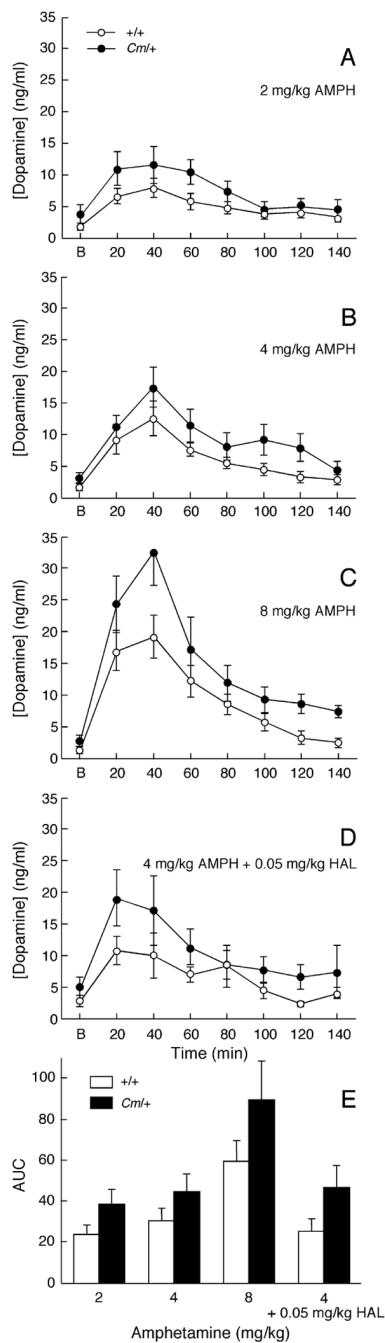 35
+/+
Cm/+
A
30
2 mg/kg AMPH
25
20
15
10
5
0
[Dopamine] (ng/ml)
B 20 40 60 80 100 120 140
35
B
30
4 mg/kg AMPH
25
20
15
10
5
0
[Dopamine] (ng/ml)
B 20 40 60 80 100 120 140
35
C
30
8 mg/kg AMPH
25
20
15
10
5
0
[Dopamine] (ng/ml)
B 20 40 60 80 100 120 140
35
D
30
4 mg/kg AMPH + 0.05 mg/kg HAL
25
20
15
10
5
0
[Dopamine] (ng/ml)
B 20 40 60 80 100 120 140
Time (min)
100
+/+
Cm/+
E
80
60
40
20
0
AUC
2 4 8 4
+ 0.05 mg/kg HAL
Amphetamine (mg/kg)